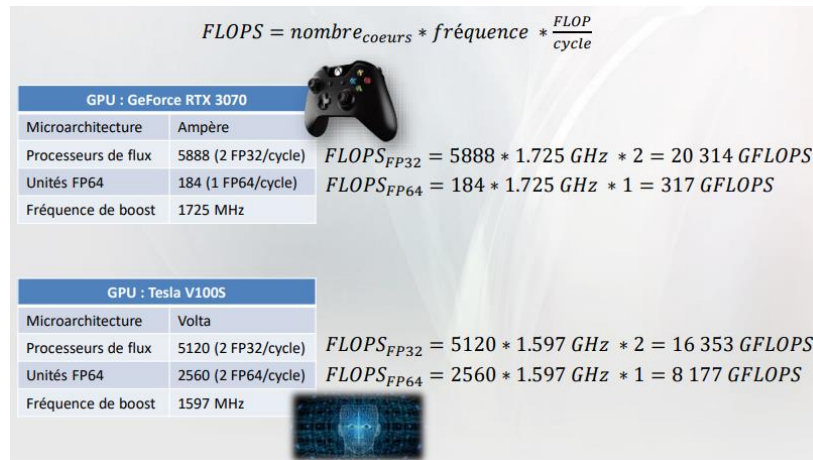 FLOPS = nombre_coeurs * fréquence * FLOP/cycle
GPU : GeForce RTX 3070
Microarchitecture Ampère
Processeurs de flux 5888 (2 FP32/cycle)
Unités FP64 184 (1 FP64/cycle)
Fréquence de boost 1725 MHz
FLOPS_FP32 = 5888 * 1.725 GHz * 2 = 20 314 GFLOPS
FLOPS_FP64 = 184 * 1.725 GHz * 1 = 317 GFLOPS
GPU : Tesla V100S
Microarchitecture Volta
Processeurs de flux 5120 (2 FP32/cycle)
Unités FP64 2560 (2 FP64/cycle)
Fréquence de boost 1597 MHz
FLOPS_FP32 = 5120 * 1.597 GHz * 2 = 16 353 GFLOPS
FLOPS_FP64 = 2560 * 1.597 GHz * 1 = 8 177 GFLOPS